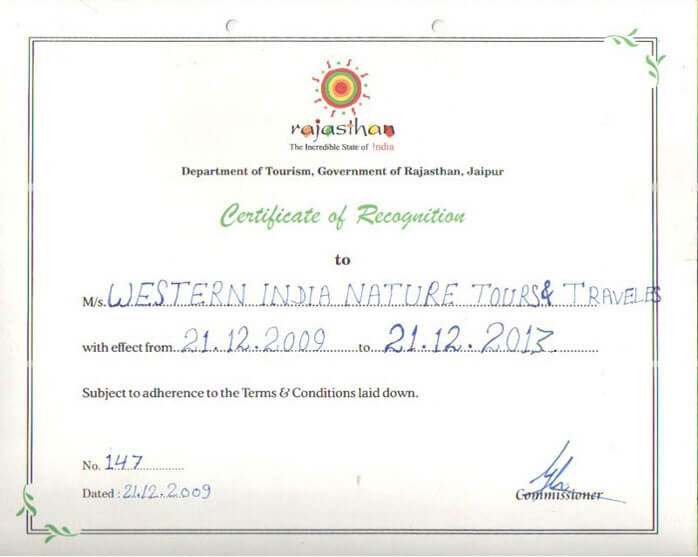 rajasthan
The Incredible State of India
Department of Tourism, Government of Rajasthan, Jaipur
Certificate of Recognition
to
M/s. WESTERN INDIA NATURE TOURS & TRAVELES
with effect from 21.12.2009 to 21.12.2013.
Subject to adherence to the Terms & Conditions laid down.
No. 147
Dated : 21.12.2009
Commissioner